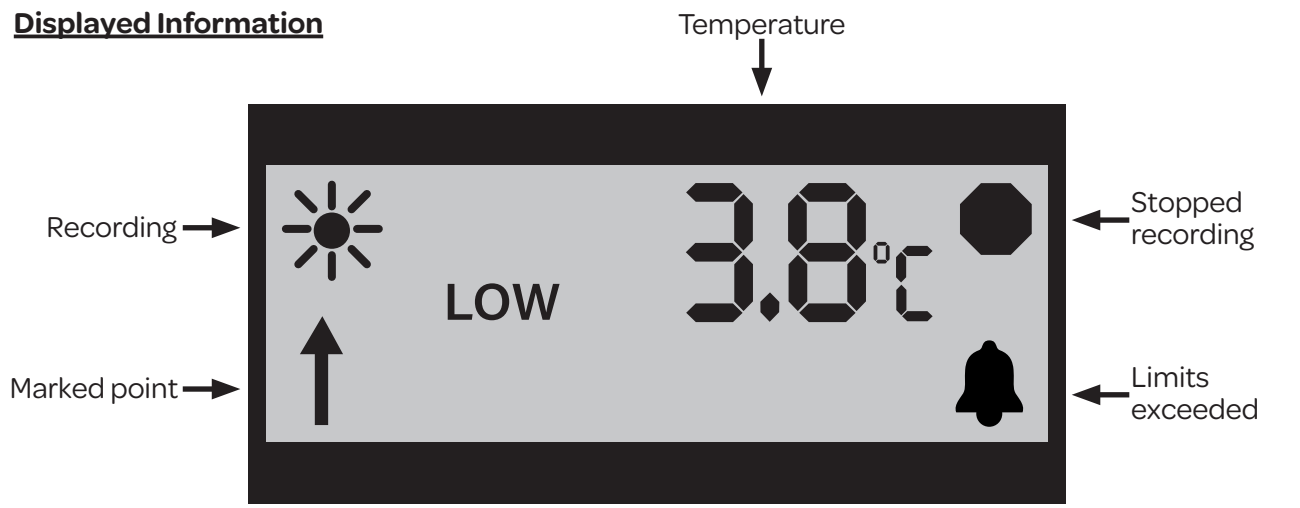 Displayed Information
Temperature
Recording
3.8°C
Stopped
recording
LOW
Marked point
Limits
exceeded